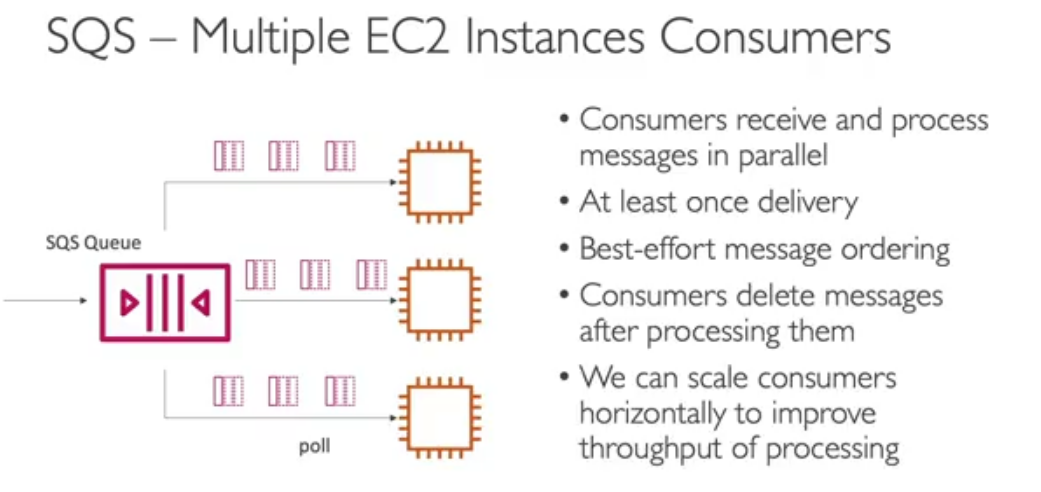 SQS – Multiple EC2 Instances Consumers
SQS Queue
poll
• Consumers receive and process
messages in parallel
• At least once delivery
• Best-effort message ordering
• Consumers delete messages
after processing them
• We can scale consumers
horizontally to improve
throughput of processing